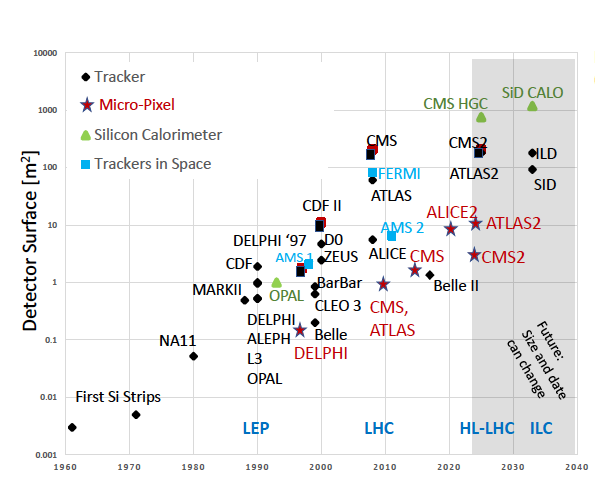 10000
1000
100
10
1
0.1
0.01
0.001
Detector Surface [m²]
Tracker
Micro-Pixel
Silicon Calorimeter
Trackers in Space
SiD CALO
CMS HGC
CMS
CMS2
ILD
FERMI
ATLAS2
SID
ATLAS
CDF II
ALICE2
ATLAS2
DELPHI ‘97
D0
AMS 2
AMS 1
ZEUS
ALICE
CMS
CMS2
CDF
MARKII
OPAL
BarBar
Belle II
CLEO 3
CMS,
ATLAS
DELPHI
ALEPH
L3
OPAL
Belle
DELPHI
NA11
Future:
Size and date
can change
First Si Strips
LEP
LHC
HL-LHC
ILC
1960
1970
1980
1990
2000
2010
2020
2030
2040